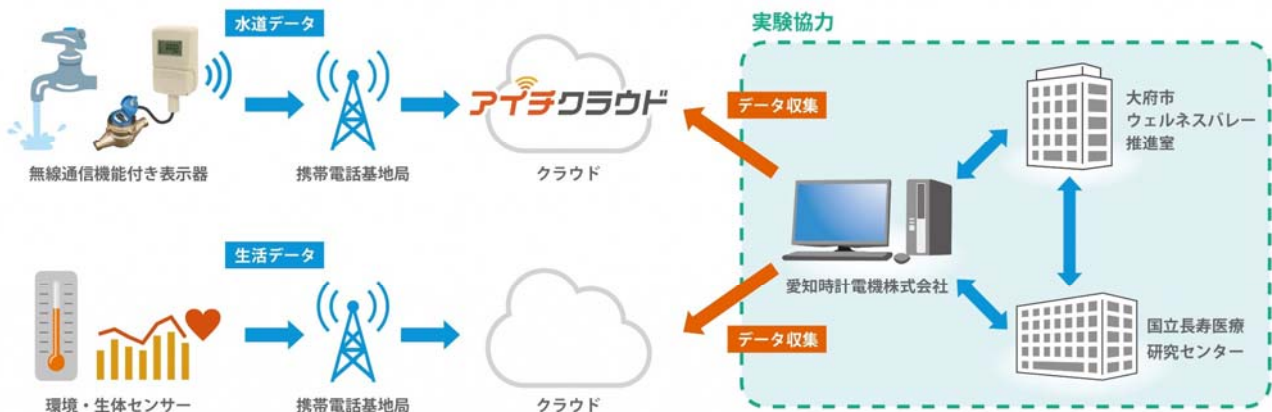 水道データ
無線通信機能付き表示器
携帯電話基地局
アイチクラウド
クラウド
生活データ
環境・生体センサー
携帯電話基地局
クラウド
実験協力
データ収集
データ収集
愛知時計電機株式会社
大府市
ウェルネスバレー
推進室
国立長寿医療
研究センター